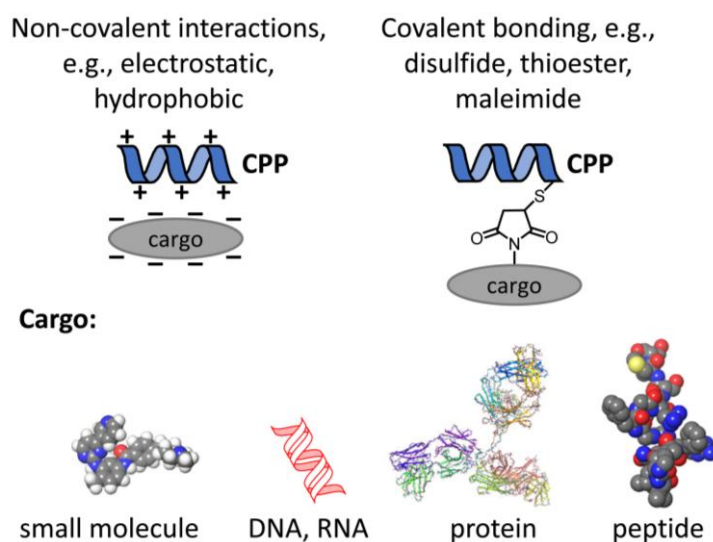 Non-covalent interactions,
e.g., electrostatic,
hydrophobic
Covalent bonding, e.g.,
disulfide, thioester,
maleimide
+ + +
CPP
+ + +
− − − −
cargo
− − − −
CPP
S
O N O
cargo
Cargo:
small molecule
DNA, RNA
protein
peptide